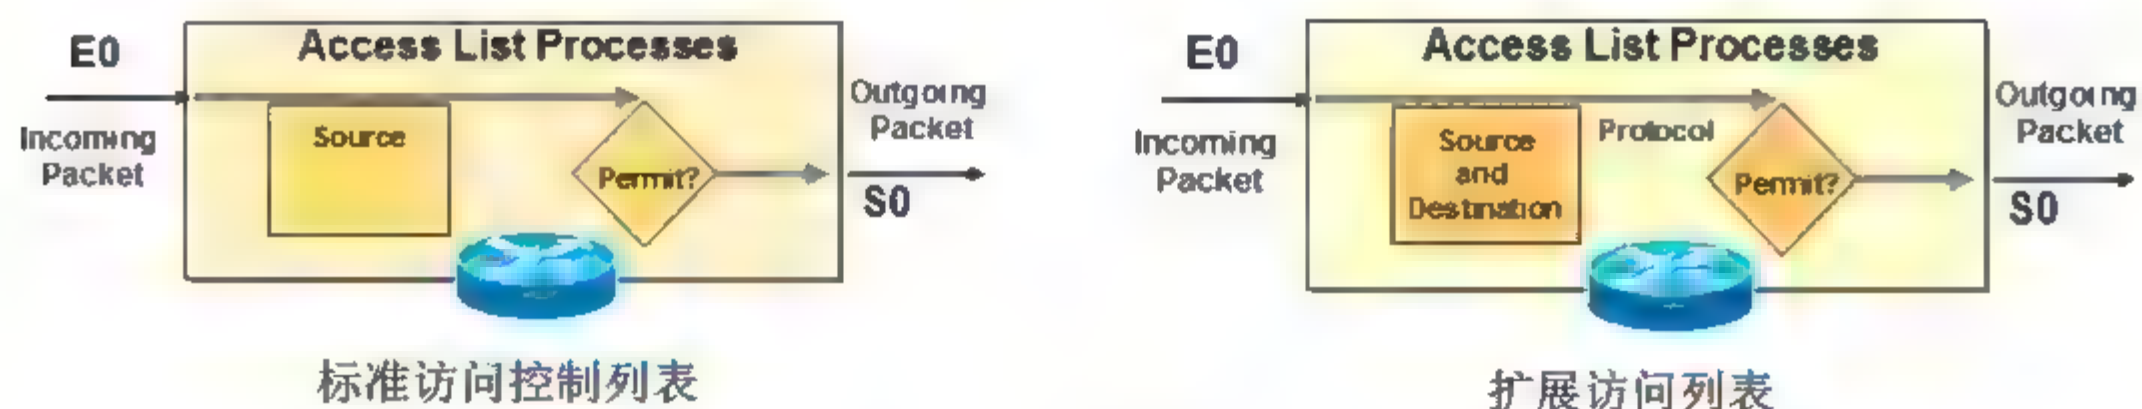 E0
Access List Processes
Incoming
Packet
Source
Permit?
Outgoing
Packet
S0
标准访问控制列表
E0
Access List Processes
Incoming
Packet
Source
and
Destination
Protocol
Permit?
Outgoing
Packet
S0
扩展访问列表